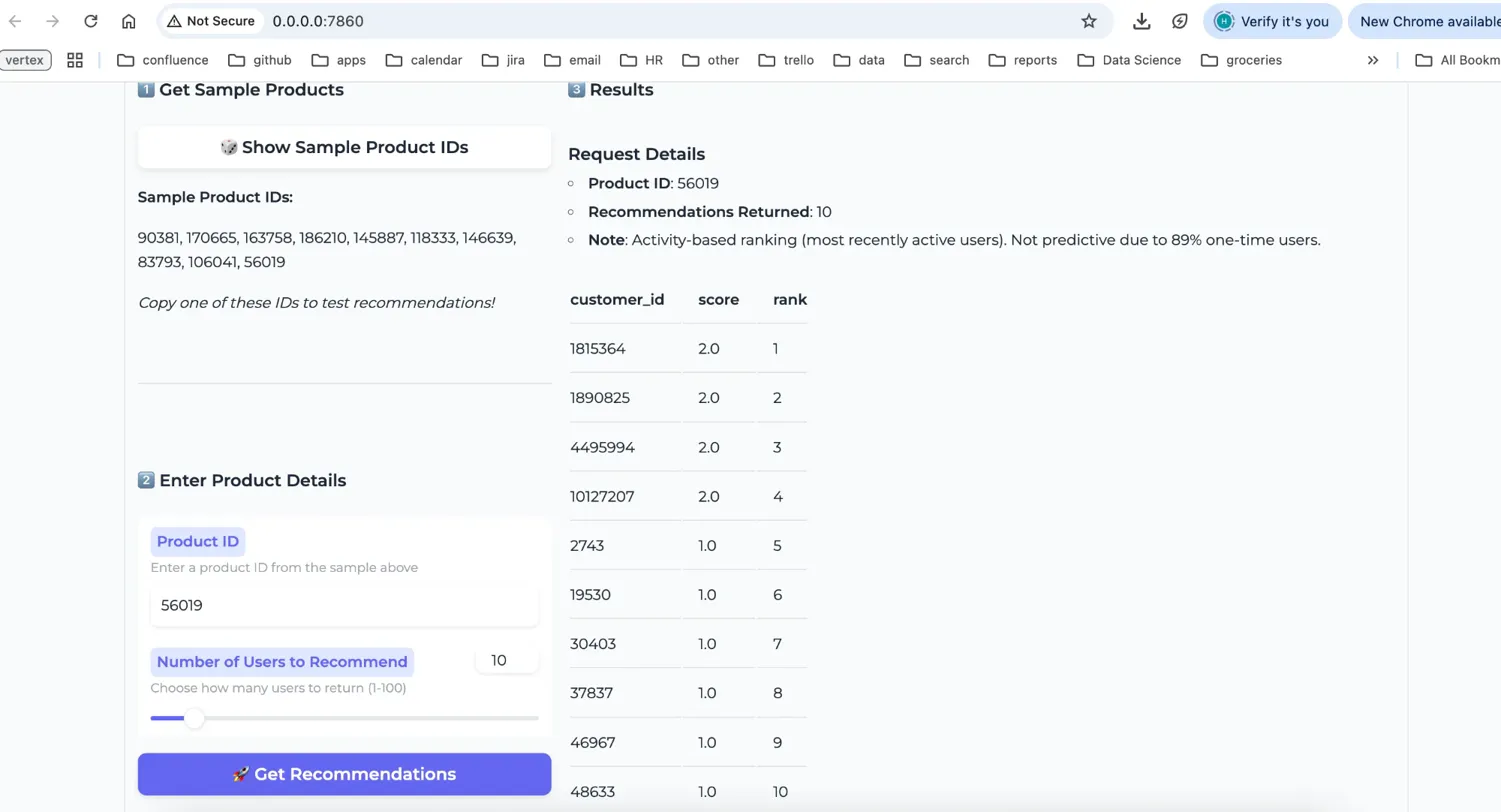 Not Secure 0.0.0.0:7860
H Verify it's you
New Chrome available
vertex confluence github apps calendar jira email HR other trello data search reports Data Science groceries » All Bookm
1 Get Sample Products
🎲 Show Sample Product IDs
Sample Product IDs:
90381, 170665, 163758, 186210, 145887, 118333, 146639,
83793, 106041, 56019
Copy one of these IDs to test recommendations!
2 Enter Product Details
Product ID
Enter a product ID from the sample above
56019
Number of Users to Recommend 10
Choose how many users to return (1-100)
🚀 Get Recommendations
3 Results
Request Details
Product ID: 56019
Recommendations Returned: 10
Note: Activity-based ranking (most recently active users). Not predictive due to 89% one-time users.
customer_id score rank
1815364 2.0 1
1890825 2.0 2
4495994 2.0 3
10127207 2.0 4
2743 1.0 5
19530 1.0 6
30403 1.0 7
37837 1.0 8
46967 1.0 9
48633 1.0 10